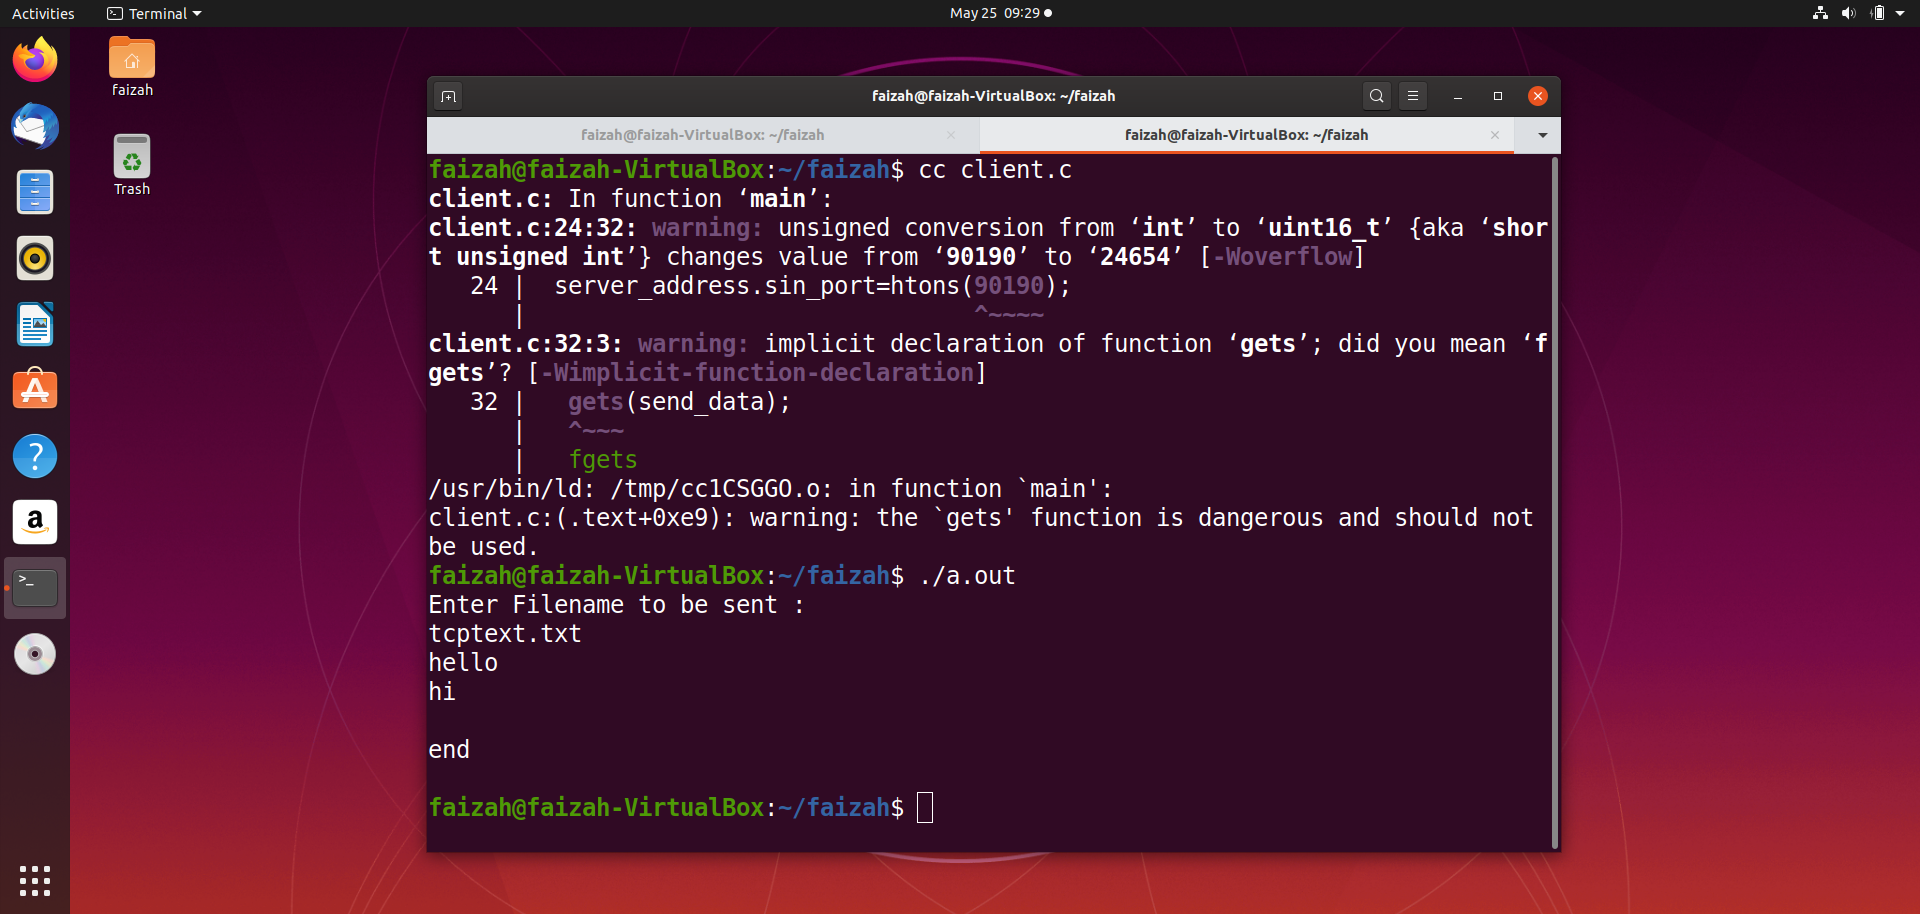 Activities
Terminal
May 25 09:29
faizah
Trash
faizah@faizah-VirtualBox: ~/faizah
faizah@faizah-VirtualBox: ~/faizah
faizah@faizah-VirtualBox: ~/faizah
faizah@faizah-VirtualBox:~/faizah$ cc client.c
client.c: In function ‘main’:
client.c:24:32: warning: unsigned conversion from ‘int’ to ‘uint16_t’ {aka ‘shor
t unsigned int’} changes value from ‘90190’ to ‘24654’ [-Woverflow]
   24 |  server_address.sin_port=htons(90190);
      |                                ^~~~~
client.c:32:3: warning: implicit declaration of function ‘gets’; did you mean ‘f
gets’? [-Wimplicit-function-declaration]
   32 |   gets(send_data);
      |   ^~~~
      |   fgets
/usr/bin/ld: /tmp/cc1CSGGO.o: in function `main':
client.c:(.text+0xe9): warning: the `gets' function is dangerous and should not
be used.
faizah@faizah-VirtualBox:~/faizah$ ./a.out
Enter Filename to be sent :
tcptext.txt
hello
hi
end
faizah@faizah-VirtualBox:~/faizah$